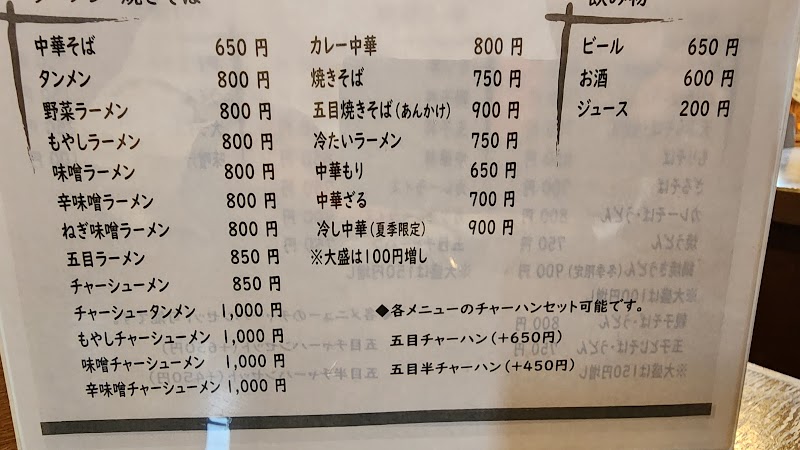 中華そば 650 円
タンメン 800 円
野菜ラーメン 800 円
もやしラーメン 800 円
味噌ラーメン 800 円
辛味噌ラーメン 800 円
ねぎ味噌ラーメン 800 円
五目ラーメン 850 円
チャーシューメン 850 円
チャーシュータンメン 1,000 円
もやしチャーシューメン 1,000 円
味噌チャーシューメン 1,000 円
辛味噌チャーシューメン 1,000 円
カレー中華 800 円
焼きそば 750 円
五目焼きそば(あんかけ) 900 円
冷たいラーメン 750 円
中華もり 650 円
中華ざる 700 円
冷し中華(夏季限定) 900 円
※大盛は100円増し
◆各メニューのチャーハンセット可能です。
五目チャーハン(+650円)
五目半チャーハン(+450円)
ビール 650 円
お酒 600 円
ジュース 200 円